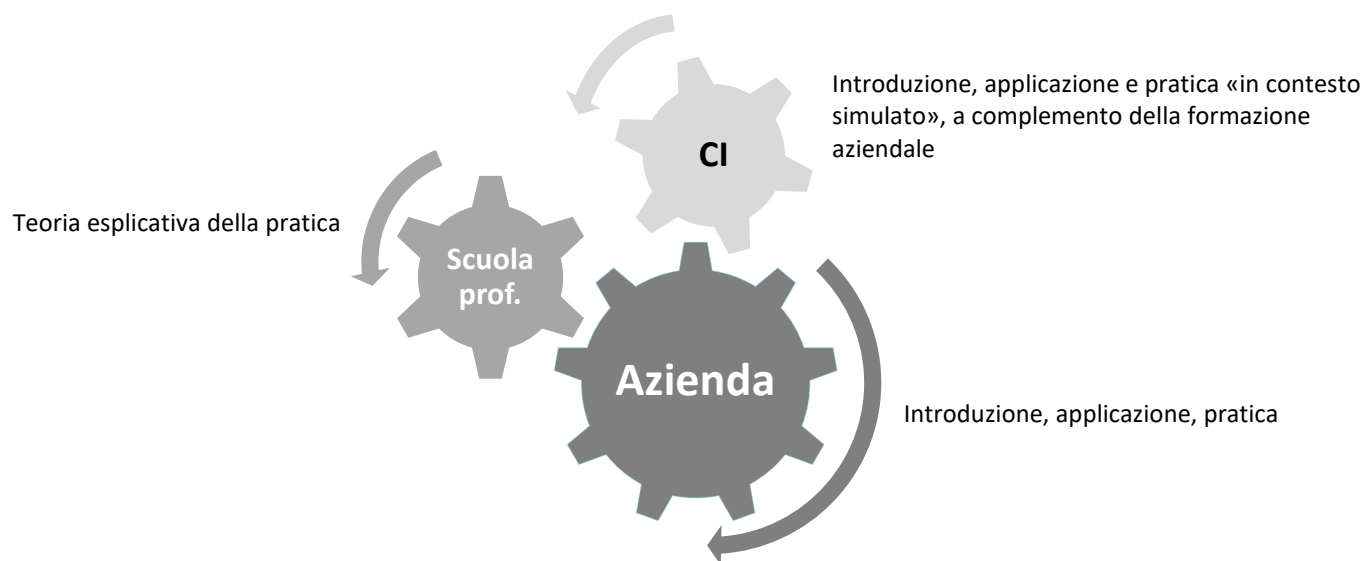 Introduzione, applicazione e pratica «in contesto
simulato», a complemento della formazione
aziendale
CI
Teoria esplicativa della pratica
Scuola
prof.
Azienda
Introduzione, applicazione, pratica